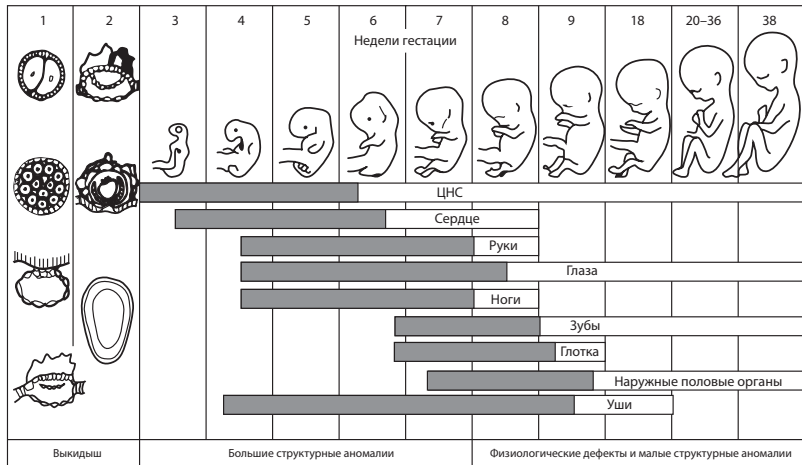 1 2 3 4 5 6 7 8 9 18 20–36 38
Недели гестации
ЦНС
Сердце
Руки
Глаза
Ноги
Зубы
Глотка
Наружные половые органы
Уши
Выкидыш Большие структурные аномалии Физиологические дефекты и малые структурные аномалии